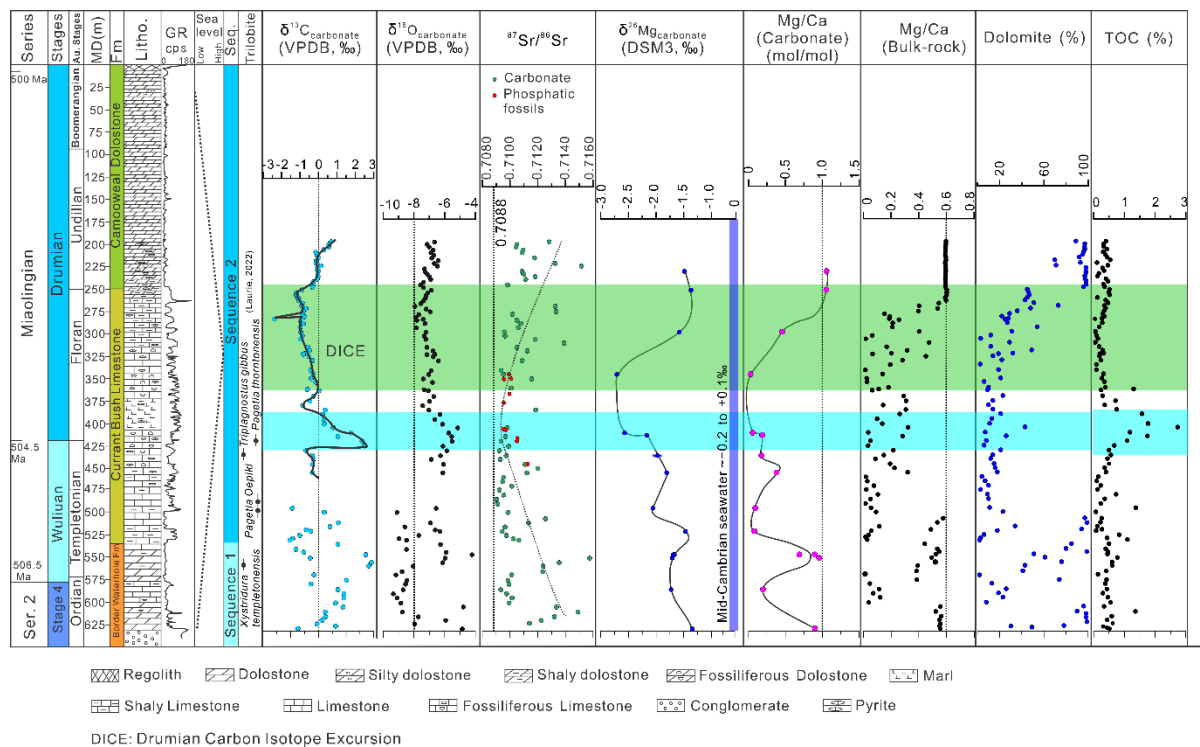 Series
Stages
Au. Stages
MD(m)
Fm
Litho.
GR
cps
0 180
Sea
level
Low
High
Seq.
Trilobite
δ13Ccarbonate
(VPDB, ‰)
δ18Ocarbonate
(VPDB, ‰)
87Sr/86Sr
δ26Mgcarbonate
(DSM3, ‰)
Mg/Ca
(Carbonate)
(mol/mol)
Mg/Ca
(Bulk-rock)
Dolomite (%)
TOC (%)
500 Ma
504.5
Ma
506.5
Ma
Miaolingian
Ser. 2
Drumian
Wuliuan
Stage 4
Boomerangian
Undillan
Floran
Templetonian
Ordian
25
50
75
100
125
150
175
200
225
250
275
300
325
350
375
400
425
450
475
500
525
550
575
600
625
Camooweal Dolostone
Currant Bush Limestone
Border Waterhole Fm
Sequence 2
Sequence 1
(Laurie, 2022)
Triplagnostus gibbus
Pagetia thorntonensis
Pagetia Oepiki
Xystridura
templetonensis
-3 -2 -1 0 1 2 3
-10 -8 -6 -4
Carbonate
Phosphatic
fossils
0.7080
0.7100
0.7120
0.7140
0.7160
0.7088
-3 -2.5 -2.0 -1.5 -1.0 0
0 0.5 1.0 1.5
0 0.2 0.4 0.6 0.8
20 60 100
0 1 2 3
DICE
Mid-Cambrian seawater ~−0.2 to +0.1‰
Regolith
Dolostone
Silty dolostone
Shaly dolostone
Fossiliferous Dolostone
Marl
Shaly Limestone
Limestone
Fossiliferous Limestone
Conglomerate
Pyrite
DICE: Drumian Carbon Isotope Excursion